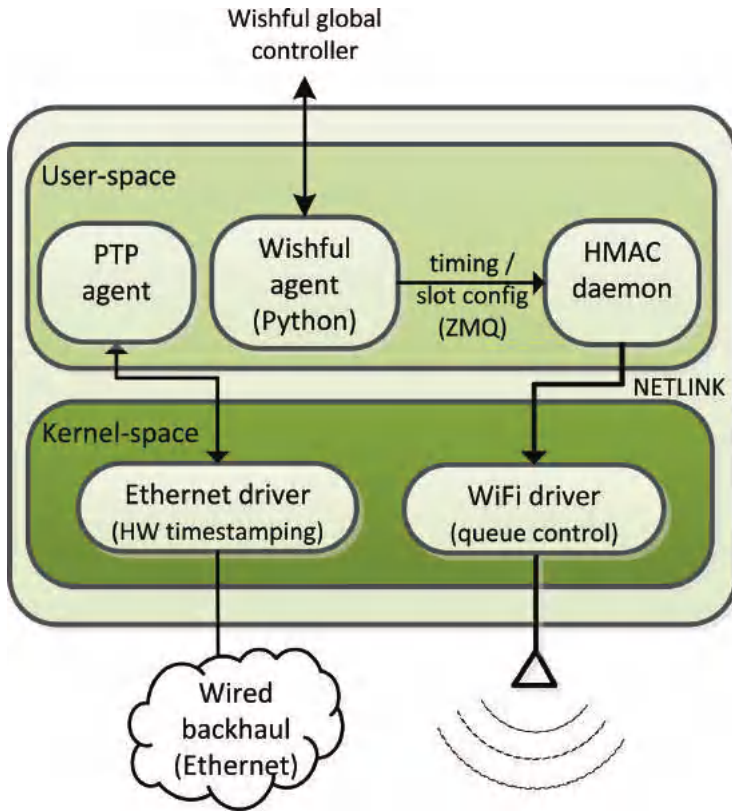 Wishful global
controller
User-space
PTP
agent
Wishful
agent
(Python)
timing /
slot config
(ZMQ)
HMAC
daemon
NETLINK
Kernel-space
Ethernet driver
(HW timestamping)
WiFi driver
(queue control)
Wired
backhaul
(Ethernet)